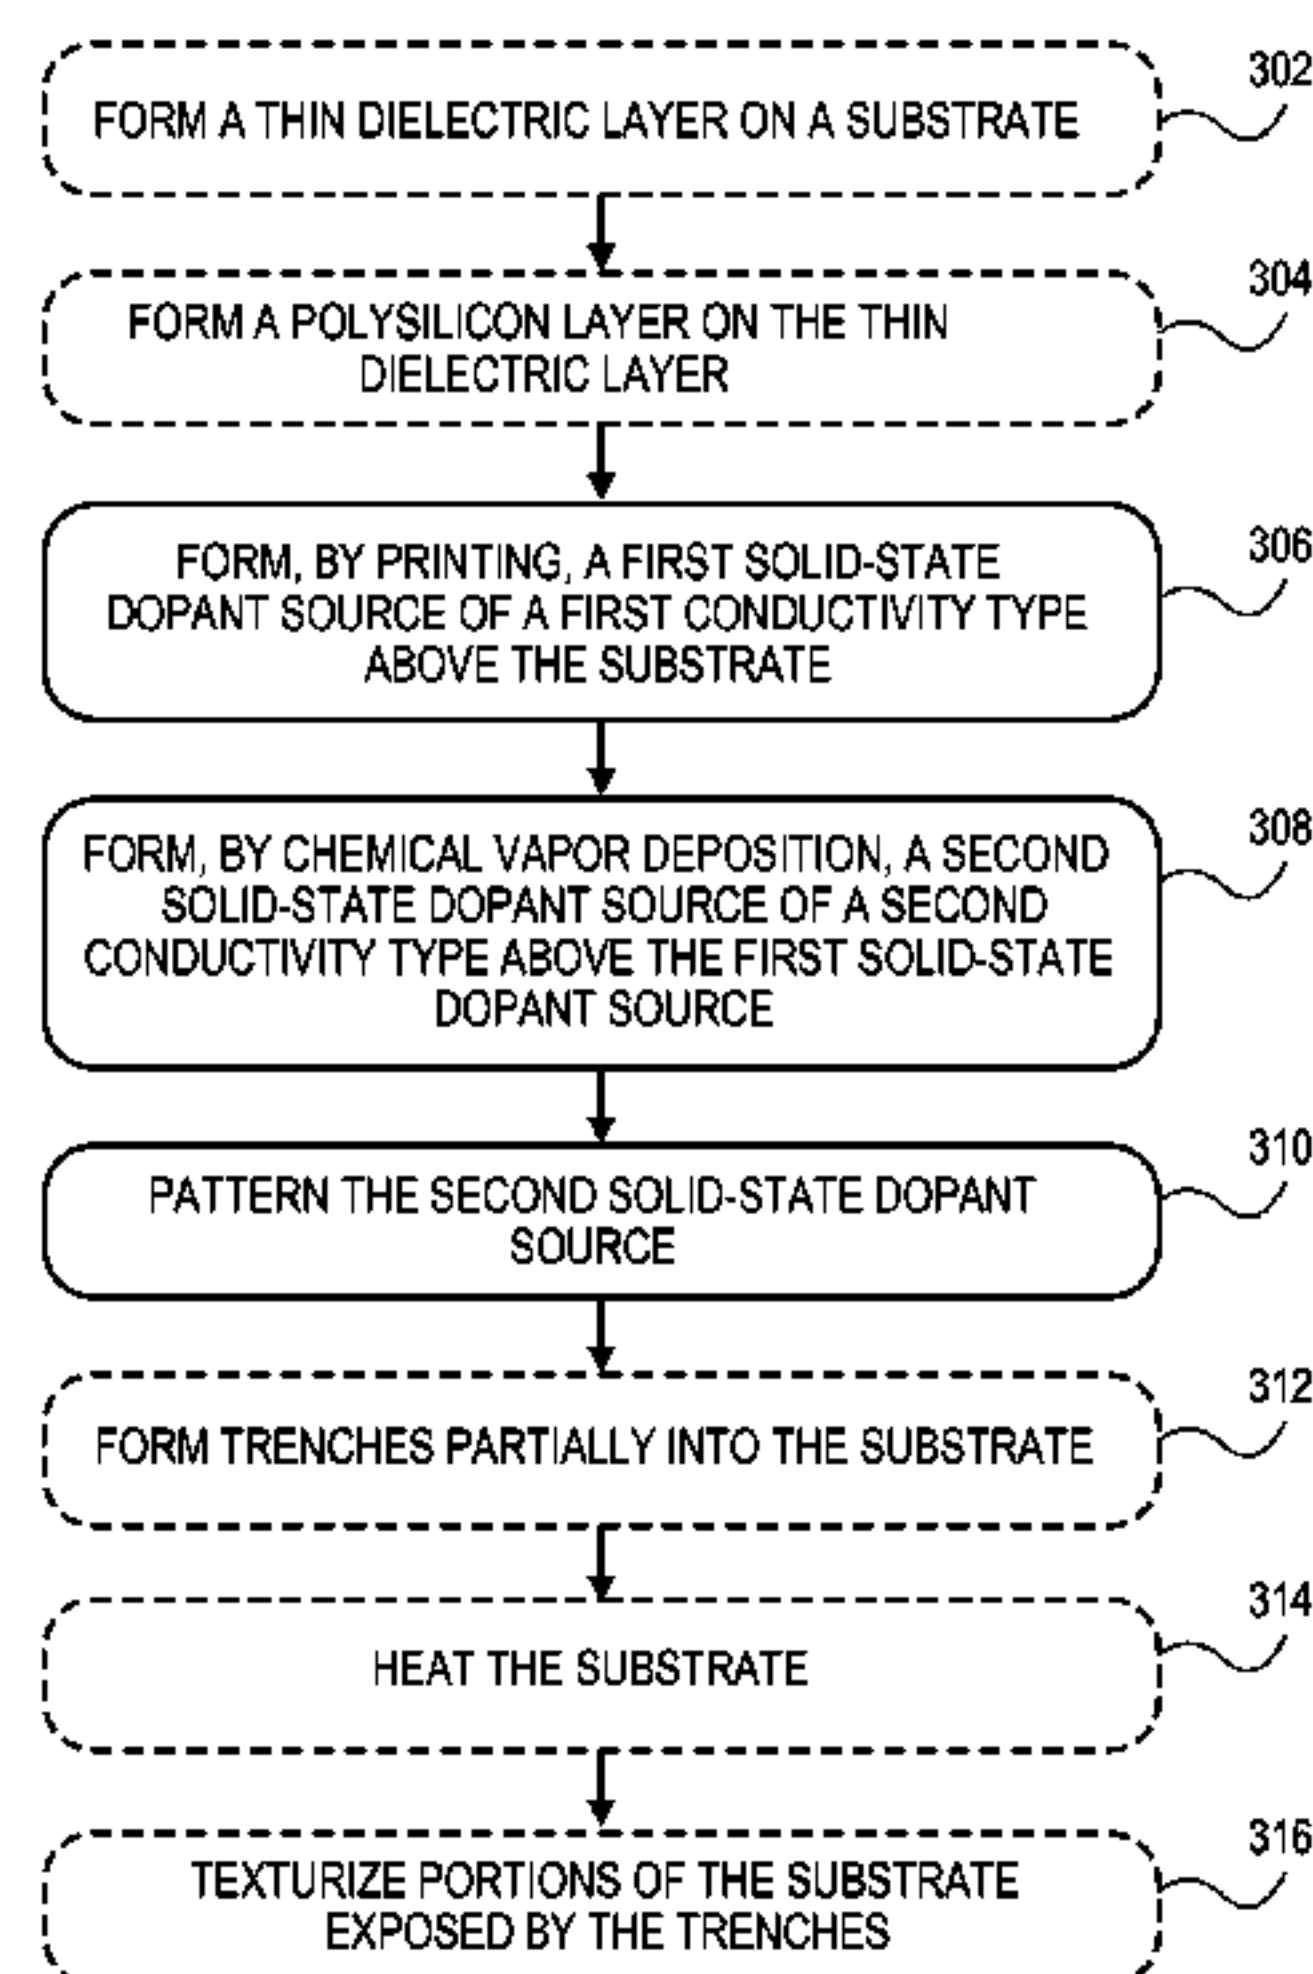 302
FORM A THIN DIELECTRIC LAYER ON A SUBSTRATE
304
FORM A POLYSILICON LAYER ON THE THIN
DIELECTRIC LAYER
306
FORM, BY PRINTING, A FIRST SOLID-STATE
DOPANT SOURCE OF A FIRST CONDUCTIVITY TYPE
ABOVE THE SUBSTRATE
308
FORM, BY CHEMICAL VAPOR DEPOSITION, A SECOND
SOLID-STATE DOPANT SOURCE OF A SECOND
CONDUCTIVITY TYPE ABOVE THE FIRST SOLID-STATE
DOPANT SOURCE
310
PATTERN THE SECOND SOLID-STATE DOPANT
SOURCE
312
FORM TRENCHES PARTIALLY INTO THE SUBSTRATE
314
HEAT THE SUBSTRATE
316
TEXTURIZE PORTIONS OF THE SUBSTRATE
EXPOSED BY THE TRENCHES